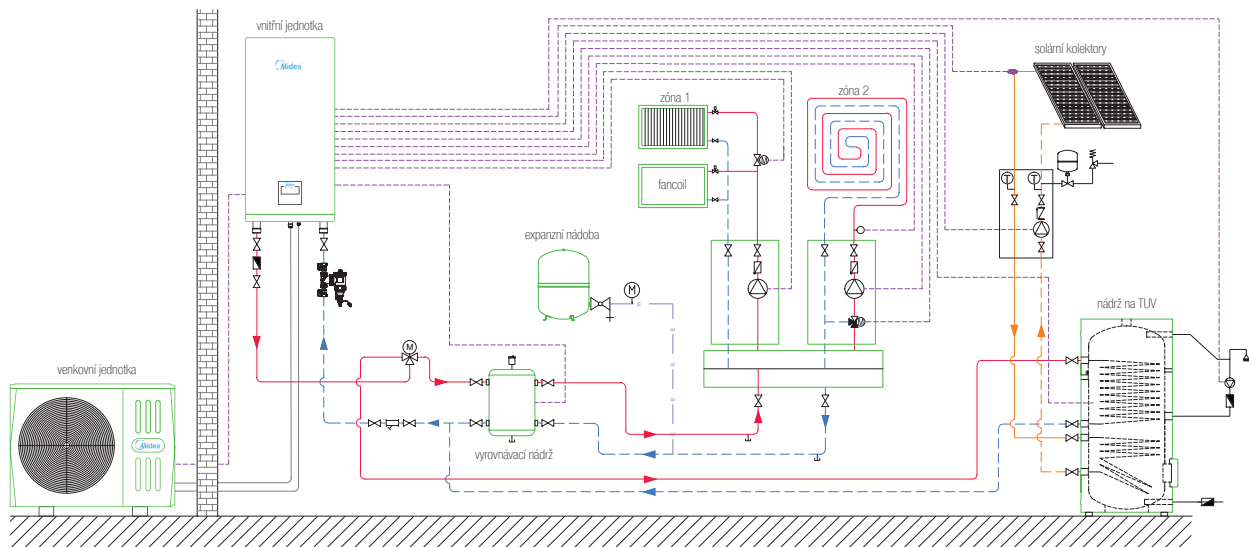 vnitřní jednotka
Midea
Midea
solární kolektory
zóna 1
zóna 2
fancoil
T
T
expanzní nádoba
M
nádrž na TUV
M
venkovní jednotka
Midea
vyrovnávací nádrž